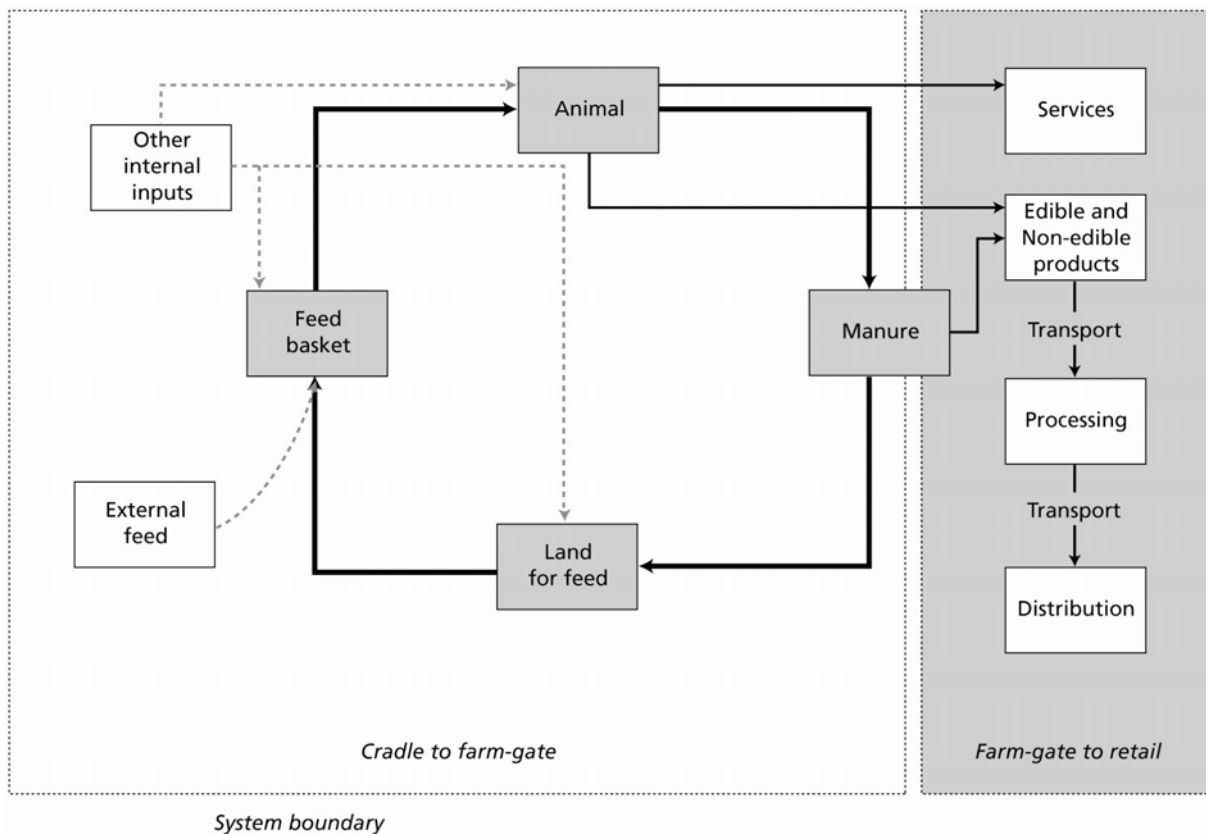 Animal
Services
Other
internal
inputs
Edible and
Non-edible
products
Feed
basket
Manure
Transport
Processing
External
feed
Transport
Land
for feed
Distribution
Cradle to farm-gate
Farm-gate to retail
System boundary